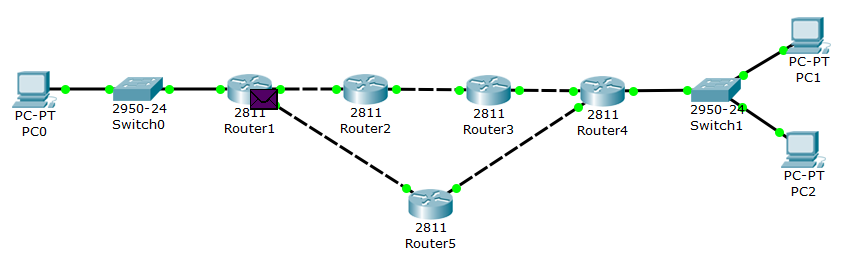 PC-PT
PC0
2950-24
Switch0
2811
Router1
2811
Router2
2811
Router3
2811
Router4
2950-24
Switch1
PC-PT
PC1
PC-PT
PC2
2811
Router5